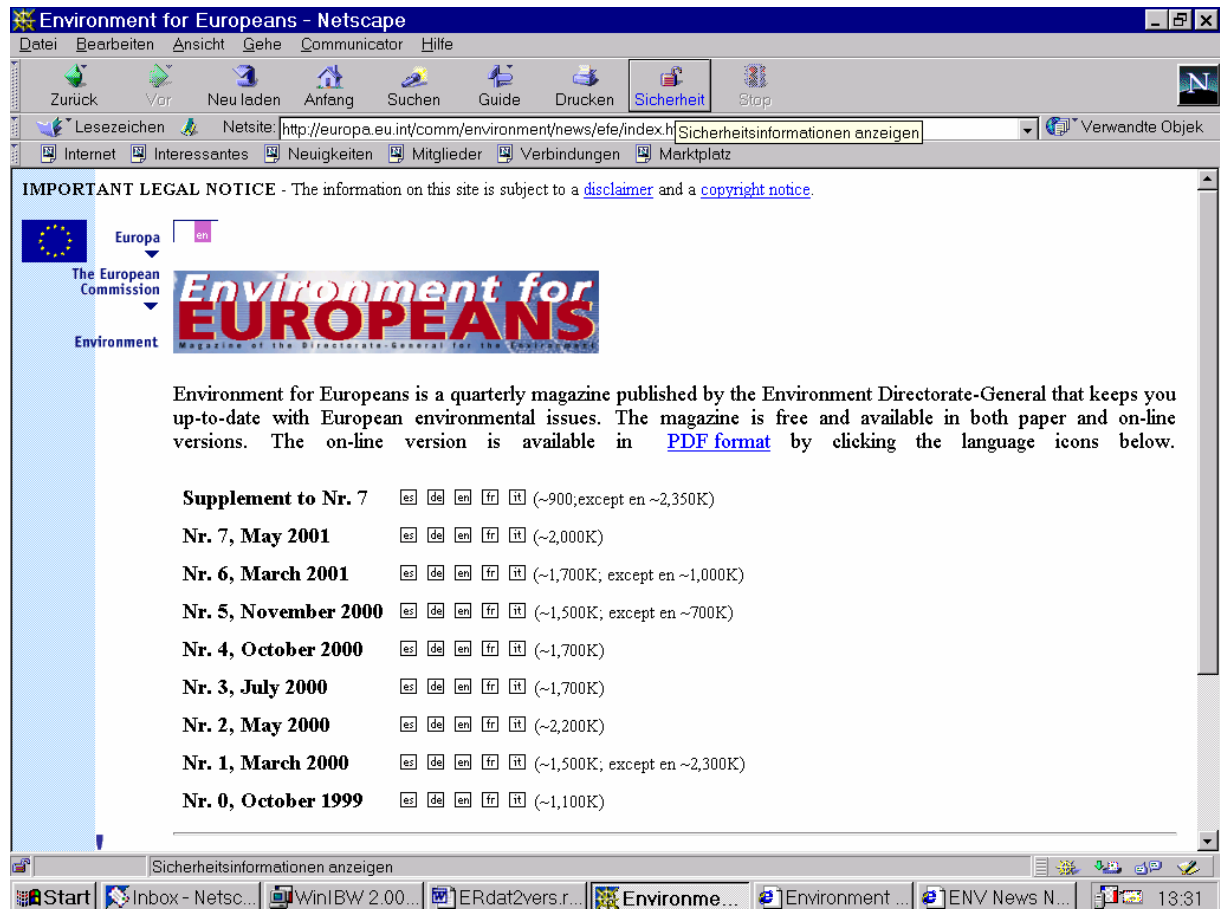 Environment for Europeans - Netscape
Datei Bearbeiten Ansicht Gehe Communicator Hilfe
Zurück Vor Neu laden Anfang Suchen Guide Drucken Sicherheit Stop
N
Lesezeichen Netsite: http://europa.eu.int/comm/environment/news/efe/index.h Sicherheitsinformationen anzeigen Verwandte Objek
Internet Interessantes Neuigkeiten Mitglieder Verbindungen Marktplatz
IMPORTANT LEGAL NOTICE - The information on this site is subject to a disclaimer and a copyright notice.
Europa en
The European
Commission
Environment
Environment for
EUROPEANS
Magazine of the Directorate-General for the Environment
Environment for Europeans is a quarterly magazine published by the Environment Directorate-General that keeps you
up-to-date with European environmental issues. The magazine is free and available in both paper and on-line
versions. The on-line version is available in PDF format by clicking the language icons below.
Supplement to Nr. 7 es de en fr it (~900;except en ~2,350K)
Nr. 7, May 2001 es de en fr it (~2,000K)
Nr. 6, March 2001 es de en fr it (~1,700K; except en ~1,000K)
Nr. 5, November 2000 es de en fr it (~1,500K; except en ~700K)
Nr. 4, October 2000 es de en fr it (~1,700K)
Nr. 3, July 2000 es de en fr it (~1,700K)
Nr. 2, May 2000 es de en fr it (~2,200K)
Nr. 1, March 2000 es de en fr it (~1,500K; except en ~2,300K)
Nr. 0, October 1999 es de en fr it (~1,100K)
Sicherheitsinformationen anzeigen
Start Inbox - Netsc... WinIBW 2.00... ERdat2vers.r... Environme... Environment ... ENV News N... 13:31